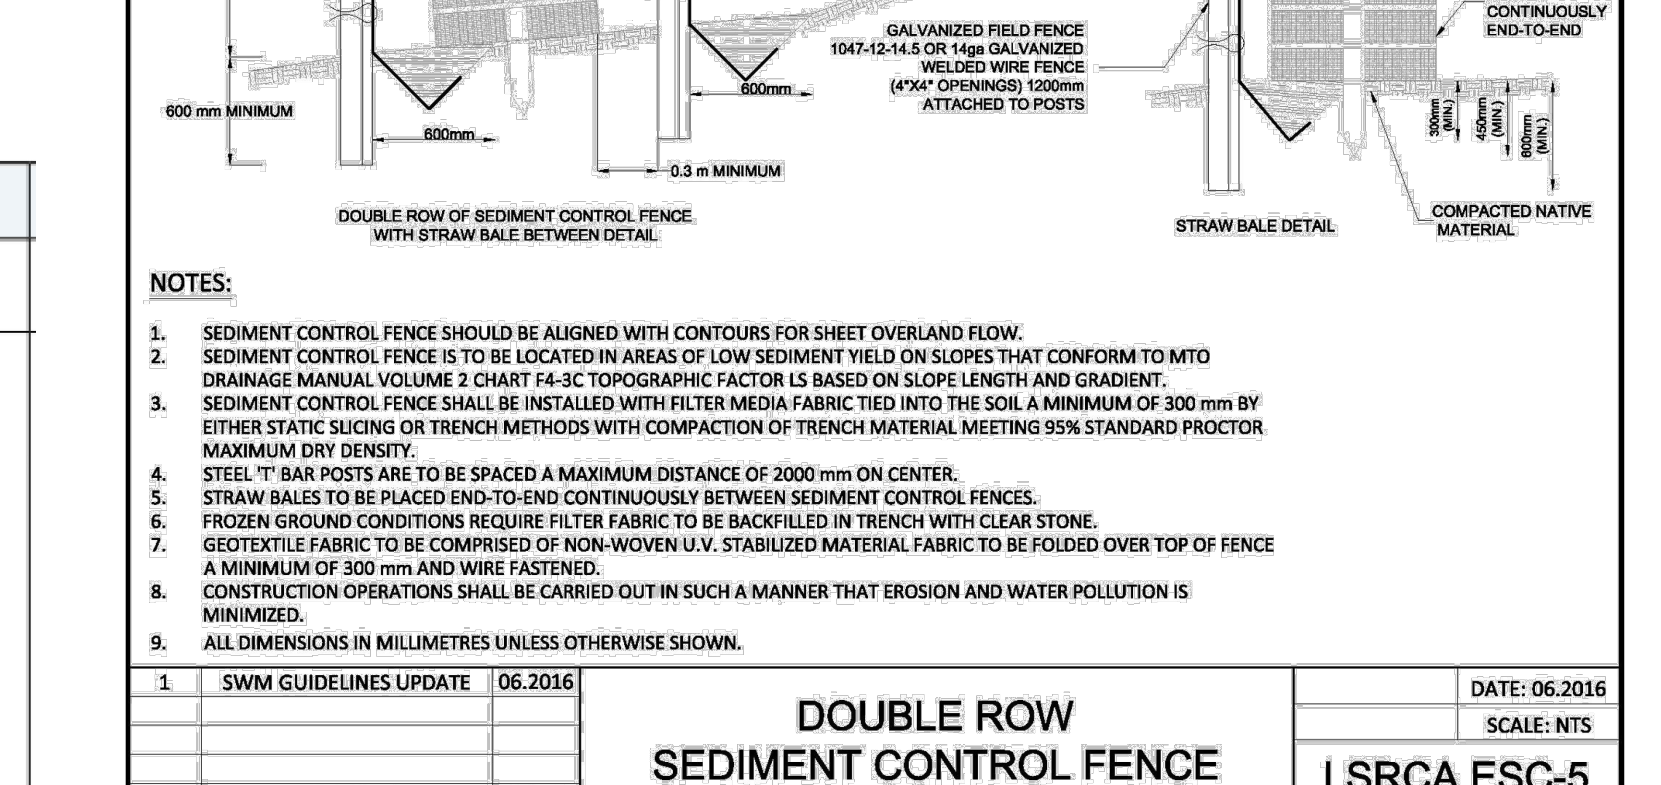 CONTINUOUSLY
END-TO-END
GALVANIZED FIELD FENCE
1047-12-14.5 OR 14ga GALVANIZED
WELDED WIRE FENCE
(4"X4" OPENINGS) 1200mm
ATTACHED TO POSTS
600mm
600 mm MINIMUM
600mm
0.3 m MINIMUM
300mm
(MIN.)
450mm
(MIN.)
600mm
(MIN.)
DOUBLE ROW OF SEDIMENT CONTROL FENCE
WITH STRAW BALE BETWEEN DETAIL
STRAW BALE DETAIL
COMPACTED NATIVE
MATERIAL
NOTES:
1. SEDIMENT CONTROL FENCE SHOULD BE ALIGNED WITH CONTOURS FOR SHEET OVERLAND FLOW.
2. SEDIMENT CONTROL FENCE IS TO BE LOCATED IN AREAS OF LOW SEDIMENT YIELD ON SLOPES THAT CONFORM TO MTO
DRAINAGE MANUAL VOLUME 2 CHART F4-3C TOPOGRAPHIC FACTOR LS BASED ON SLOPE LENGTH AND GRADIENT.
3. SEDIMENT CONTROL FENCE SHALL BE INSTALLED WITH FILTER MEDIA FABRIC TIED INTO THE SOIL A MINIMUM OF 300 mm BY
EITHER STATIC SLICING OR TRENCH METHODS WITH COMPACTION OF TRENCH MATERIAL MEETING 95% STANDARD PROCTOR
MAXIMUM DRY DENSITY.
4. STEEL 'T' BAR POSTS ARE TO BE SPACED A MAXIMUM DISTANCE OF 2000 mm ON CENTER.
5. STRAW BALES TO BE PLACED END-TO-END CONTINUOUSLY BETWEEN SEDIMENT CONTROL FENCES.
6. FROZEN GROUND CONDITIONS REQUIRE FILTER FABRIC TO BE BACKFILLED IN TRENCH WITH CLEAR STONE.
7. GEOTEXTILE FABRIC TO BE COMPRISED OF NON-WOVEN U.V. STABILIZED MATERIAL FABRIC TO BE FOLDED OVER TOP OF FENCE
A MINIMUM OF 300 mm AND WIRE FASTENED.
8. CONSTRUCTION OPERATIONS SHALL BE CARRIED OUT IN SUCH A MANNER THAT EROSION AND WATER POLLUTION IS
MINIMIZED.
9. ALL DIMENSIONS IN MILLIMETRES UNLESS OTHERWISE SHOWN.
1 SWM GUIDELINES UPDATE 06.2016
DOUBLE ROW
SEDIMENT CONTROL FENCE
DATE: 06.2016
SCALE: NTS
LSRCA ESC-5